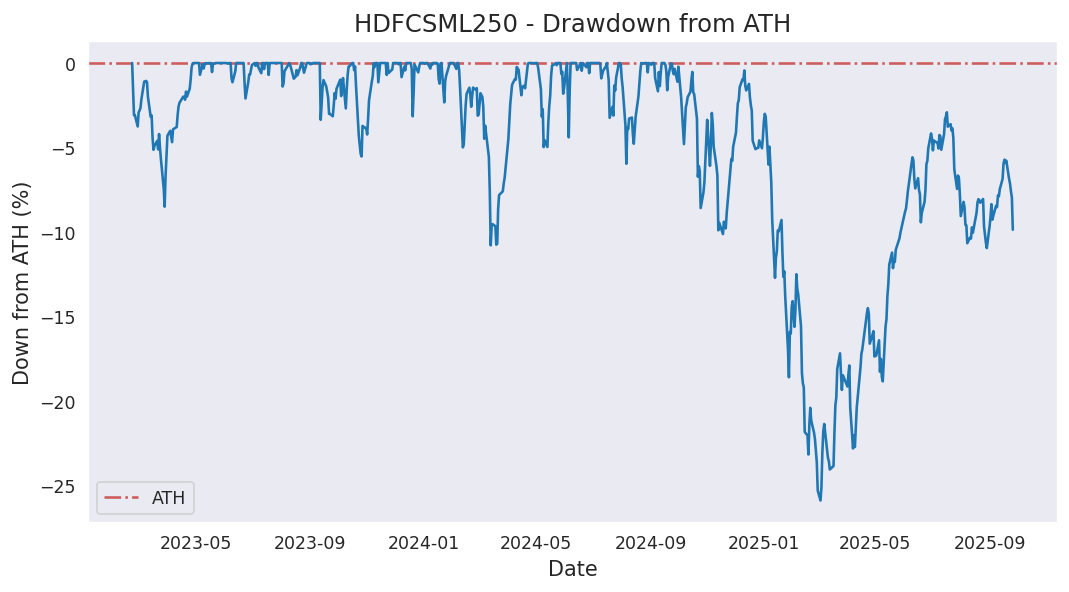 HDFCSML250 - Drawdown from ATH
Down from ATH (%)
0
−5
−10
−15
−20
−25
ATH
2023-05 2023-09 2024-01 2024-05 2024-09 2025-01 2025-05 2025-09
Date